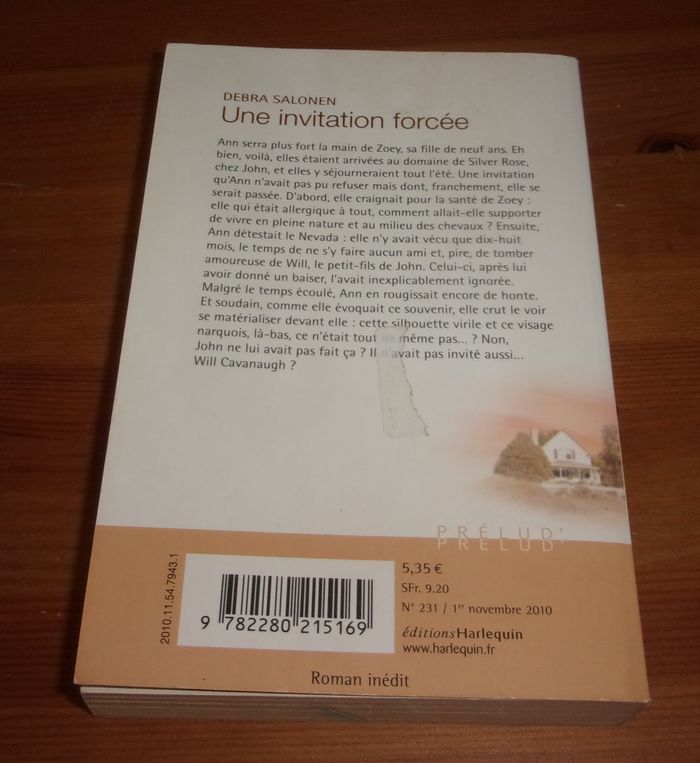 DEBRA SALONEN
Une invitation forcée
Ann serra plus fort la main de Zoey, sa fille de neuf ans. Eh
bien, voilà, elles étaient arrivées au domaine de Silver Rose,
chez John, et elles y séjourneraient tout l'été. Une invitation
qu'Ann n'avait pas pu refuser mais dont, franchement, elle se
serait passée. D'abord, elle craignait pour la santé de Zoey :
elle qui était allergique à tout, comment allait-elle supporter
de vivre en pleine nature et au milieu des chevaux ? Ensuite,
Ann détestait le Nevada : elle n'y avait vécu que dix-huit
mois, le temps de ne s'y faire aucun ami et, pire, de tomber
amoureuse de Will, le petit-fils de John. Celui-ci, après lui
avoir donné un baiser, l'avait inexplicablement ignorée.
Malgré le temps écoulé, Ann en rougissait encore de honte.
Et soudain, comme elle évoquait ce souvenir, elle crut le voir
se matérialiser devant elle : cette silhouette virile et ce visage
narquois, là-bas, ce n'était tout de même pas... ? Non,
John ne lui avait pas fait ça ? Il n'avait pas invité aussi...
Will Cavanaugh ?
PRÉLUD'
PRELUD'
2010.11.54.7943.1
9 782280 215169
5,35 €
SFr. 9.20
N° 231 / 1er novembre 2010
éditionsHarlequin
www.harlequin.fr
Roman inédit